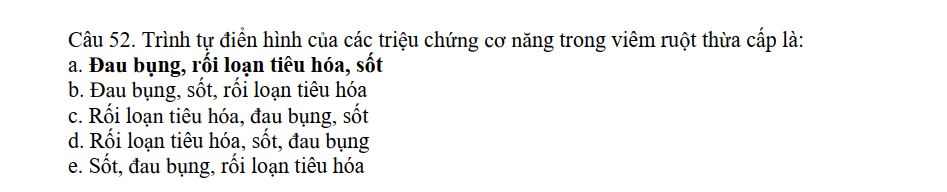 Câu 52. Trình tự điển hình của các triệu chứng cơ năng trong viêm ruột thừa cấp là:
a. Đau bụng, rối loạn tiêu hóa, sốt
b. Đau bụng, sốt, rối loạn tiêu hóa
c. Rối loạn tiêu hóa, đau bụng, sốt
d. Rối loạn tiêu hóa, sốt, đau bụng
e. Sốt, đau bụng, rối loạn tiêu hóa